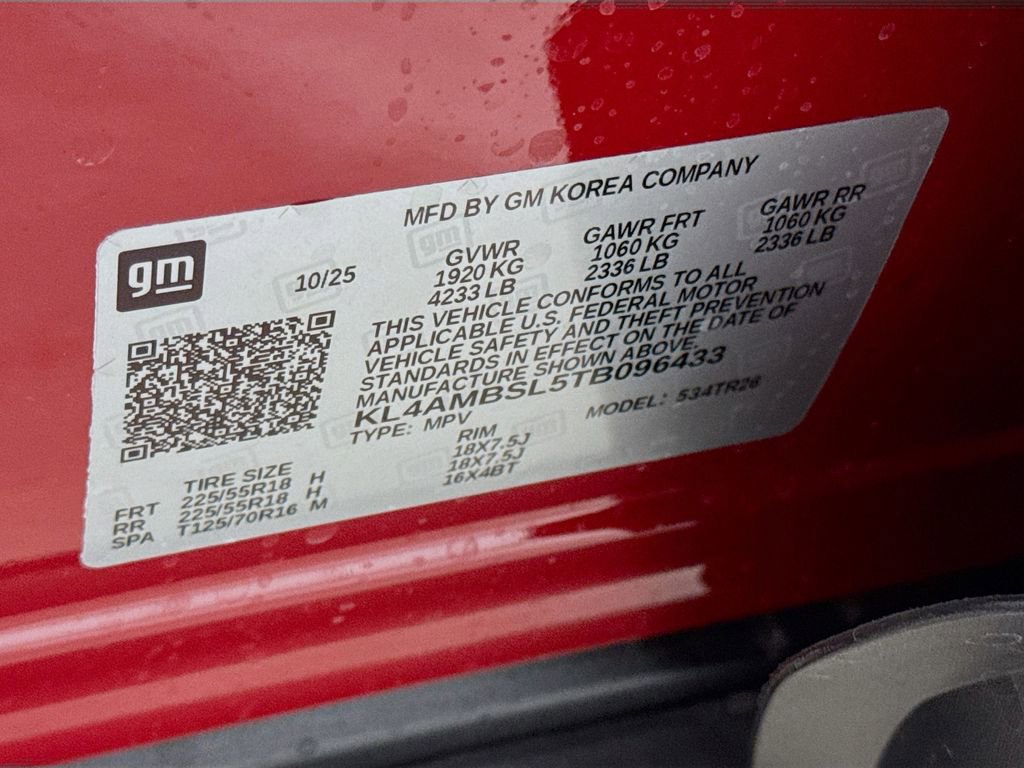 MFD BY GM KOREA COMPANY
gm
10/25
GVWR GAWR FRT GAWR RR
1920 KG 1060 KG 1060 KG
4233 LB 2336 LB 2336 LB
THIS VEHICLE CONFORMS TO ALL
APPLICABLE U.S. FEDERAL MOTOR
VEHICLE SAFETY AND THEFT PREVENTION
STANDARDS IN EFFECT ON THE DATE OF
MANUFACTURE SHOWN ABOVE.
KL4AMBSL5TB096433
TYPE: MPV MODEL: 534TR26
TIRE SIZE RIM
FRT 225/55R18 H 18X7.5J
RR 225/55R18 H 18X7.5J
SPA T125/70R16 M 16X4BT